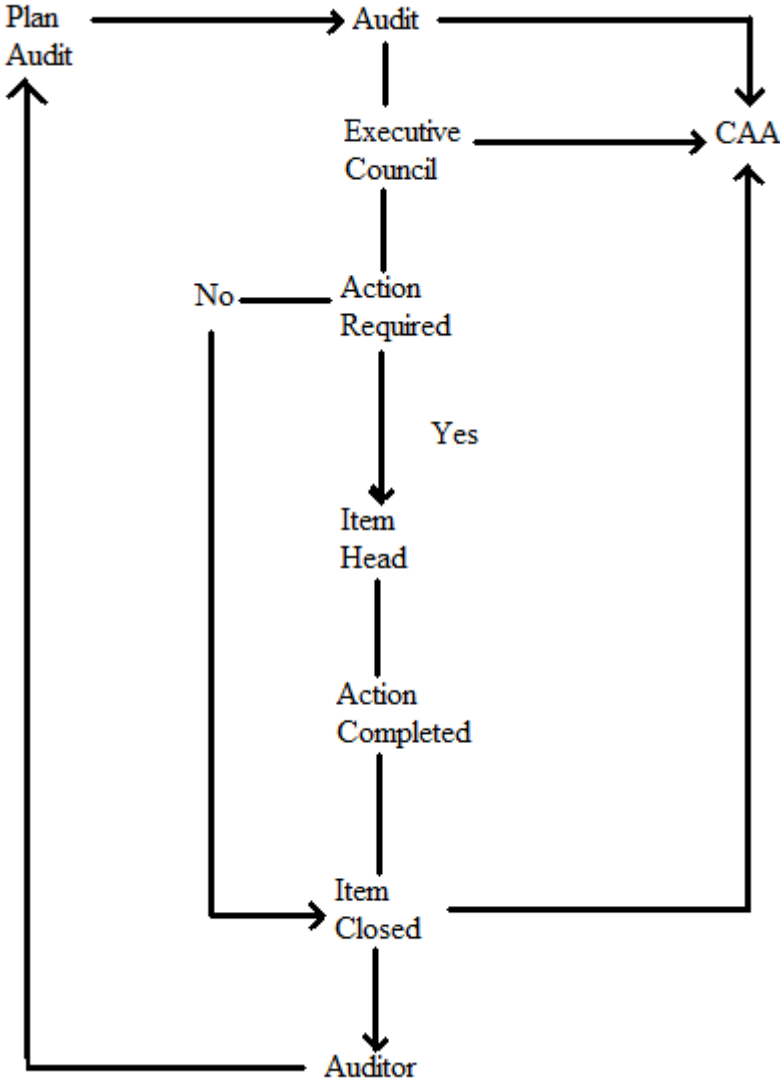 Plan
Audit
Audit
Executive
Council
CAA
No
Action
Required
Yes
Item
Head
Action
Completed
Item
Closed
Auditor